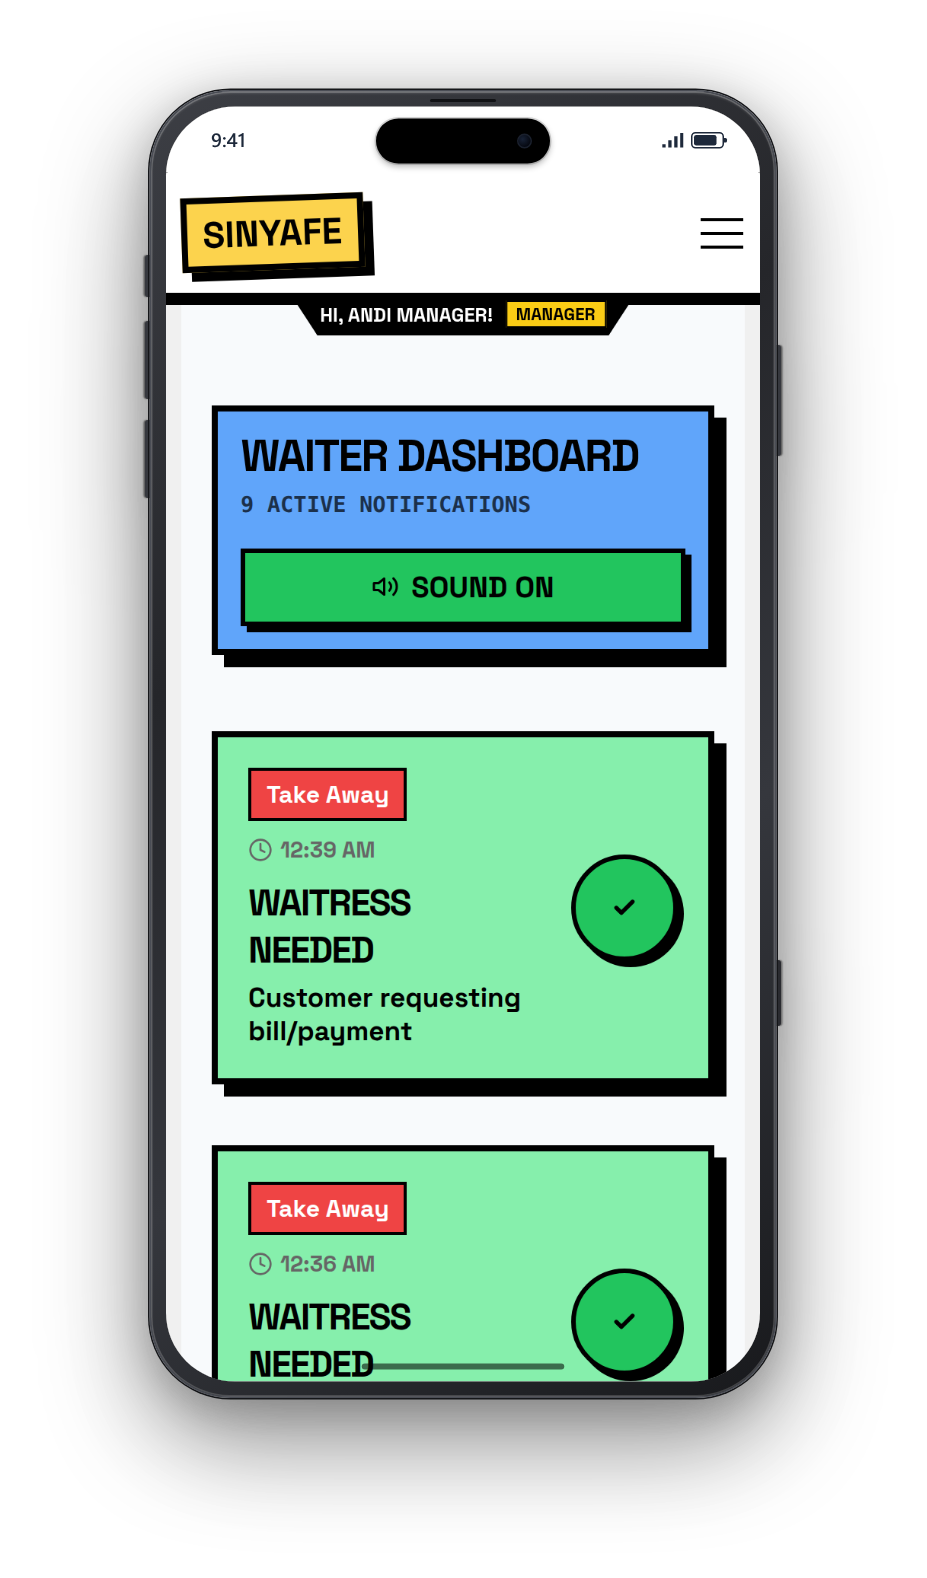 9:41
SINYAFE
HI, ANDI MANAGER! MANAGER
WAITER DASHBOARD
9 ACTIVE NOTIFICATIONS
SOUND ON
Take Away
12:39 AM
WAITRESS
NEEDED
Customer requesting
bill/payment
Take Away
12:36 AM
WAITRESS
NEEDED